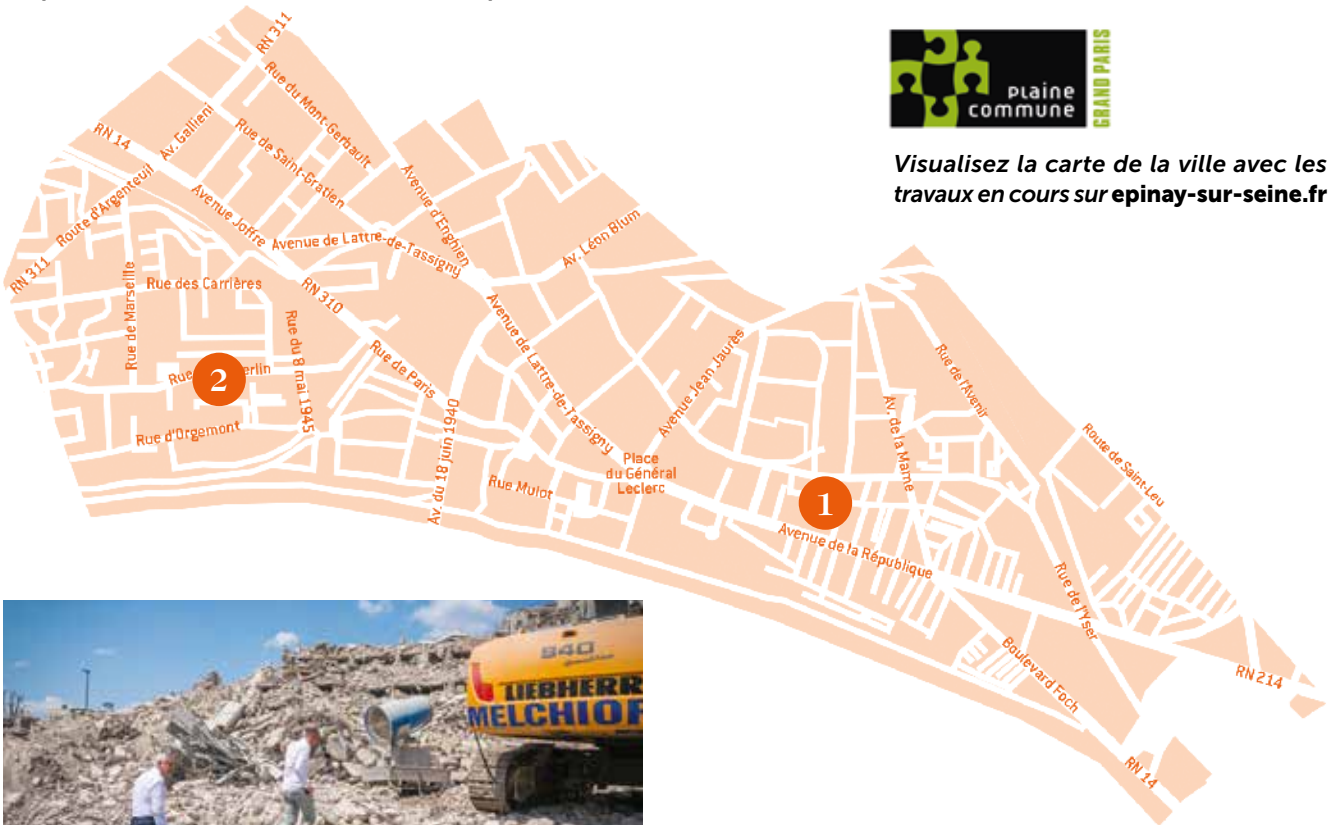 RN 311
Rue du Mont-Gerbault
Av. Gallieni
RN 14
Rue de Saint-Gratien
Avenue d'Enghien
Route d'Argenteuil
Avenue Joffre
Avenue de Lattre-de-Tassigny
Av. Léon Blum
RN 311
Rue des Carrières
RN 310
Rue de Marseille
Rue du 8 mai 1945
Avenue de Lattre-de-Tassigny
Avenue Jean Jaurès
Rue de Paris
Rue
erlin
2
Rue d'Orgemont
Av. du 18 juin 1940
Rue Mulot
Place
du Général
Leclerc
1
Av. de la Marne
Rue de l'Avenir
Route de Saint-Leu
Avenue de la République
Rue de l'Yser
Boulevard Foch
RN 214
RN 14
PLaine
commune
GRAND PARIS
Visualisez la carte de la ville avec les
travaux en cours sur epinay-sur-seine.fr
940
LIEBHERR
MELCHIOR